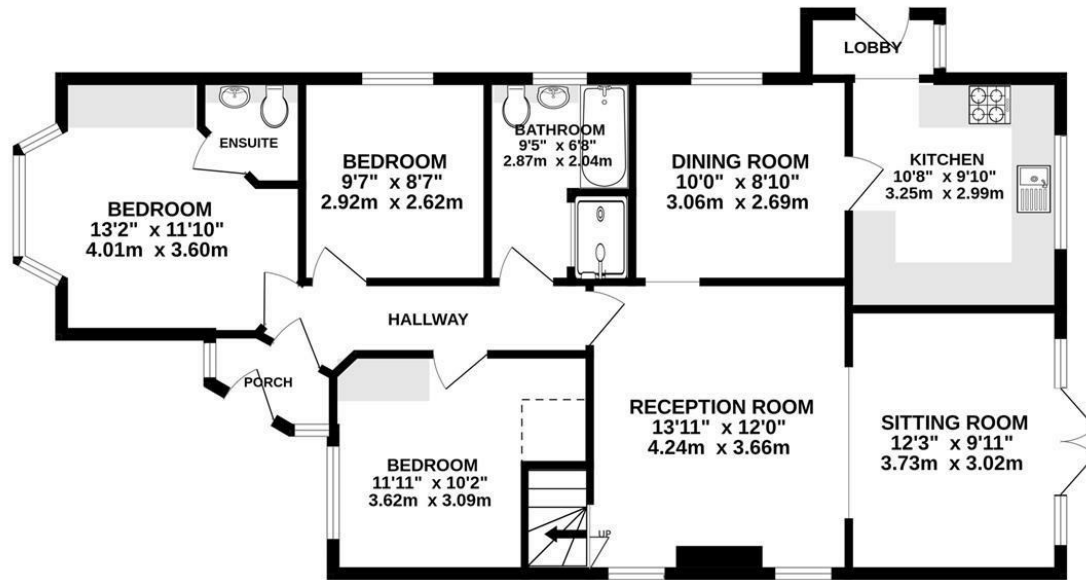 LOBBY
ENSUITE
BATHROOM
9'5" x 6'8"
2.87m x 2.04m
BEDROOM
9'7" x 8'7"
2.92m x 2.62m
DINING ROOM
10'0" x 8'10"
3.06m x 2.69m
KITCHEN
10'8" x 9'10"
3.25m x 2.99m
BEDROOM
13'2" x 11'10"
4.01m x 3.60m
HALLWAY
PORCH
RECEPTION ROOM
13'11" x 12'0"
4.24m x 3.66m
SITTING ROOM
12'3" x 9'11"
3.73m x 3.02m
BEDROOM
11'11" x 10'2"
3.62m x 3.09m
UP